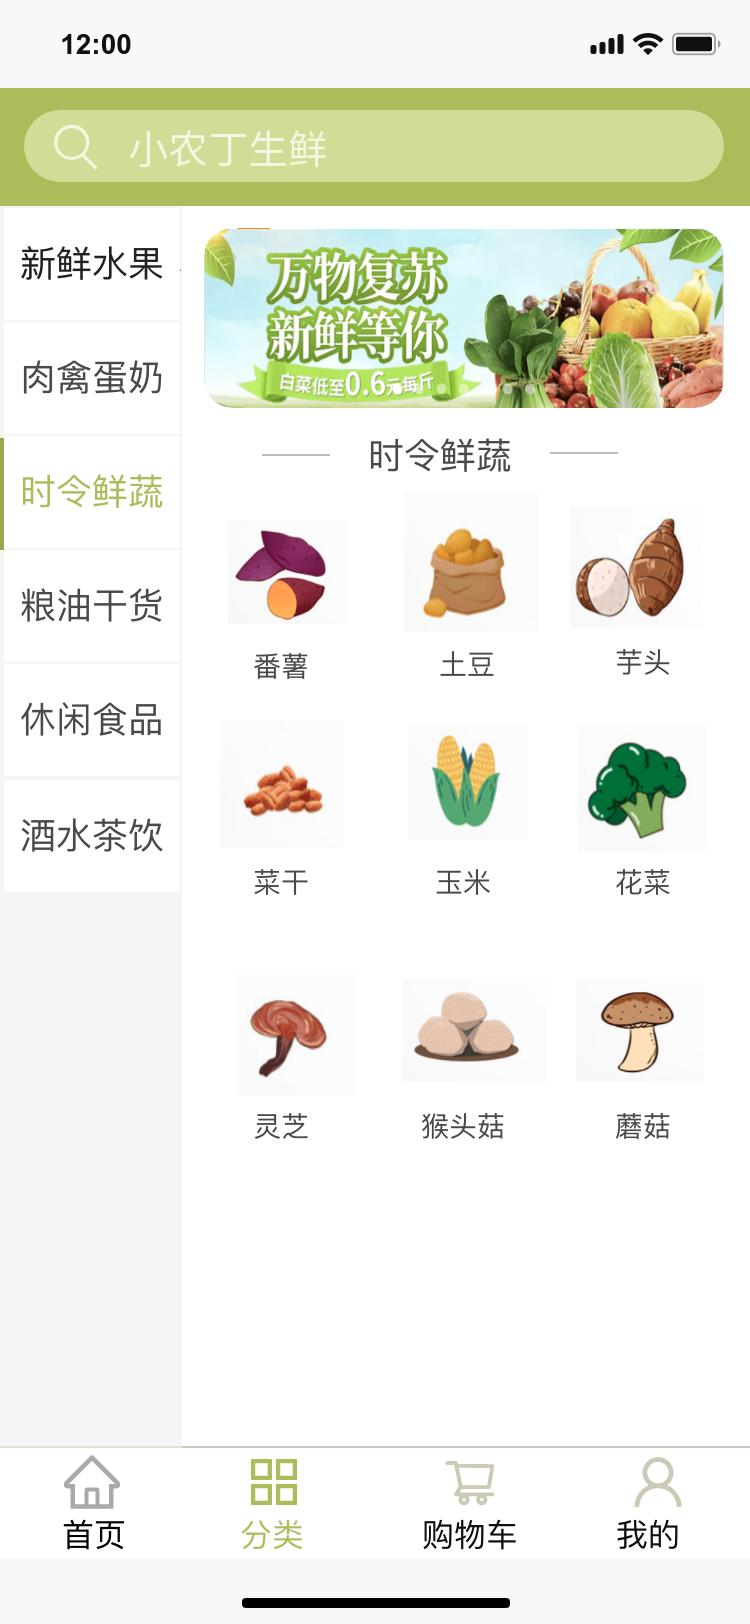 12:00
小农丁生鲜
新鲜水果
肉禽蛋奶
时令鲜蔬
粮油干货
休闲食品
酒水茶饮
万物复苏
新鲜等你
白菜低至0.6元每斤
时令鲜蔬
番薯
土豆
芋头
菜干
玉米
花菜
灵芝
猴头菇
蘑菇
首页
分类
购物车
我的